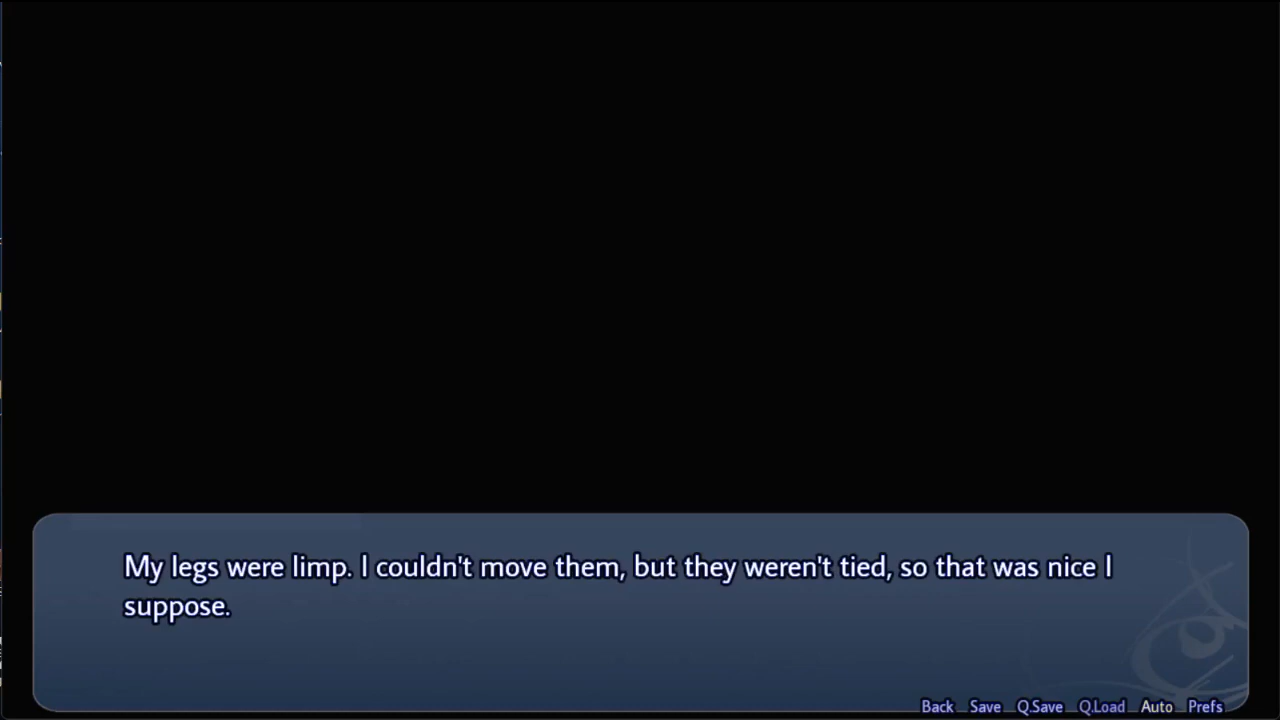 My legs were limp. I couldn't move them, but they weren't tied, so that was nice I
suppose.
Back Save Q.Save Q.Load Auto Prefs